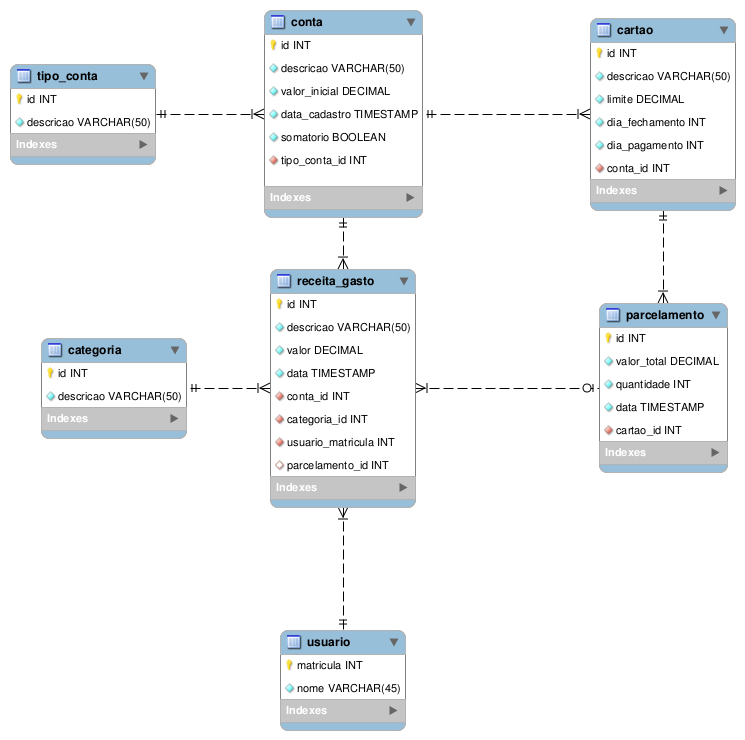 conta
id INT
descricao VARCHAR(50)
valor_inicial DECIMAL
data_cadastro TIMESTAMP
somatorio BOOLEAN
tipo_conta_id INT
Indexes
cartao
id INT
descricao VARCHAR(50)
limite DECIMAL
dia_fechamento INT
dia_pagamento INT
conta_id INT
Indexes
tipo_conta
id INT
descricao VARCHAR(50)
Indexes
receita_gasto
id INT
descricao VARCHAR(50)
valor DECIMAL
data TIMESTAMP
conta_id INT
categoria_id INT
usuario_matricula INT
parcelamento_id INT
Indexes
parcelamento
id INT
valor_total DECIMAL
quantidade INT
data TIMESTAMP
cartao_id INT
Indexes
categoria
id INT
descricao VARCHAR(50)
Indexes
usuario
matricula INT
nome VARCHAR(45)
Indexes